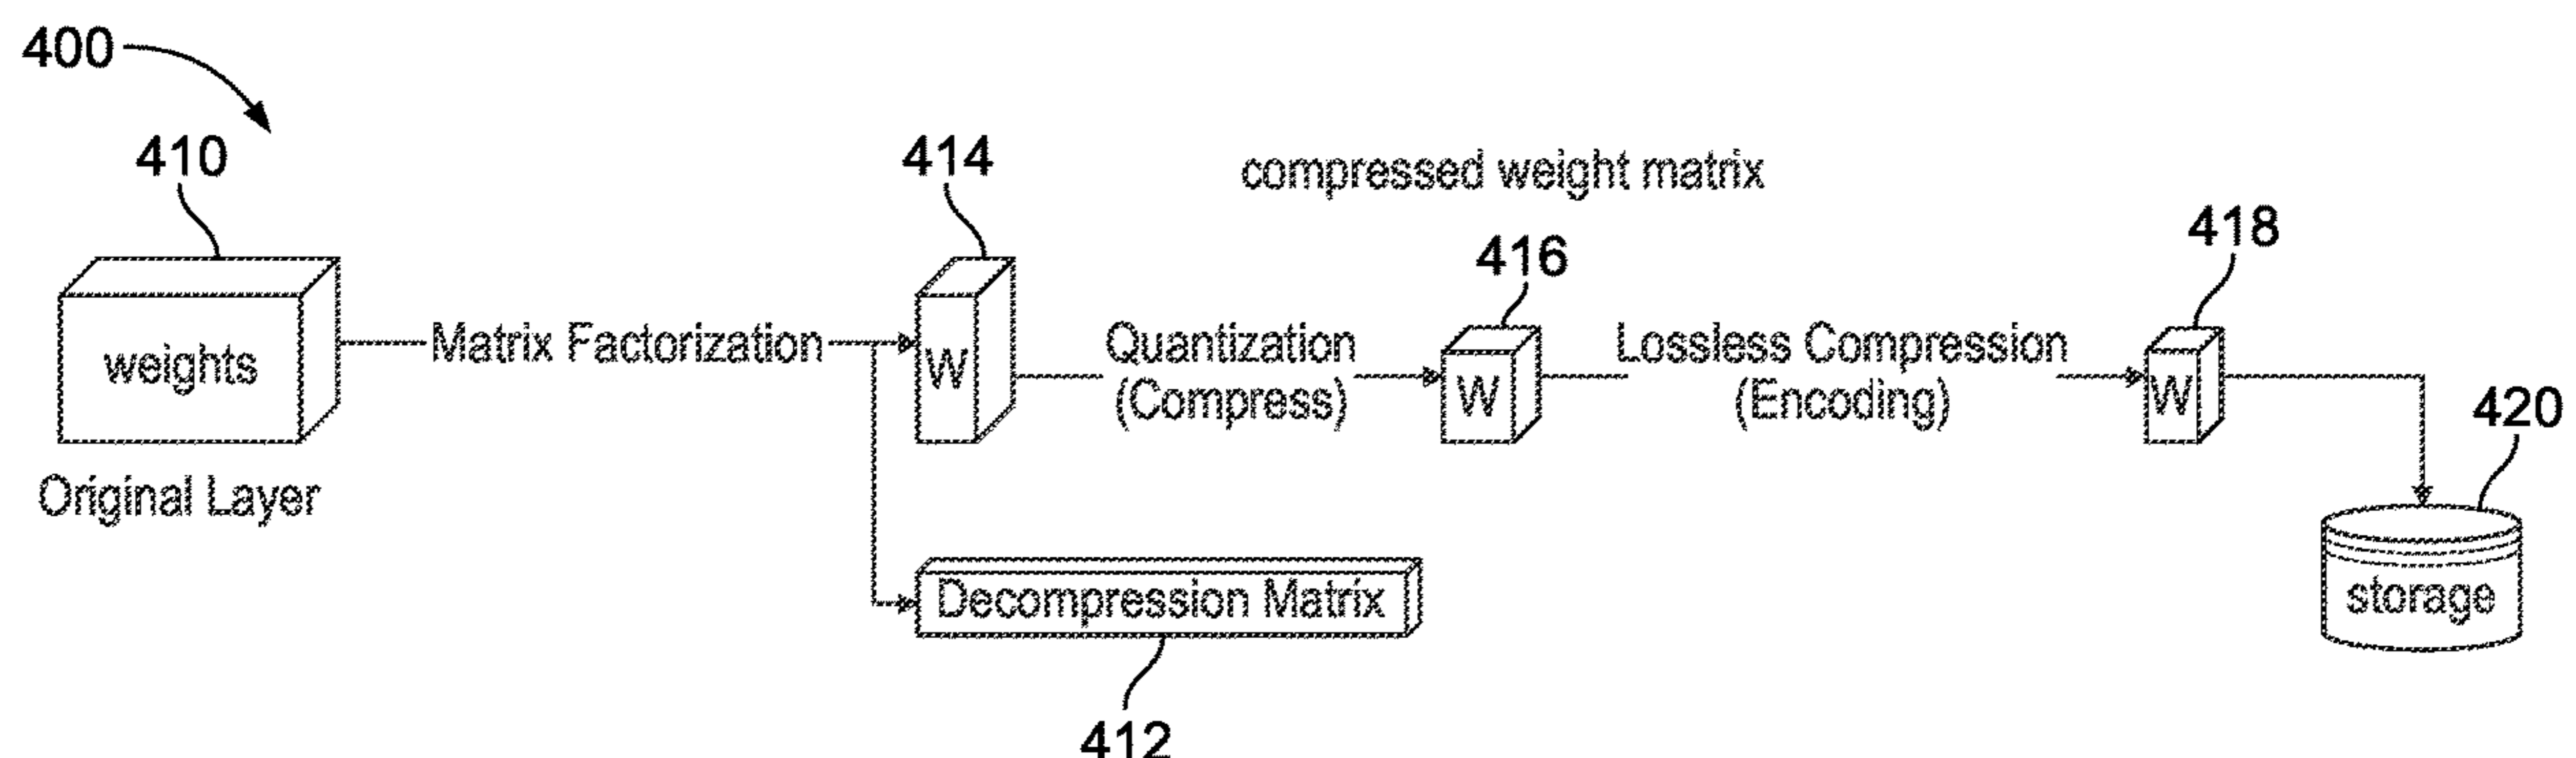 400
410
414
compressed weight matrix
416
418
weights
Matrix Factorization
W
Quantization
(Compress)
W
Lossless Compression
(Encoding)
W
420
Original Layer
Decompression Matrix
storage
412